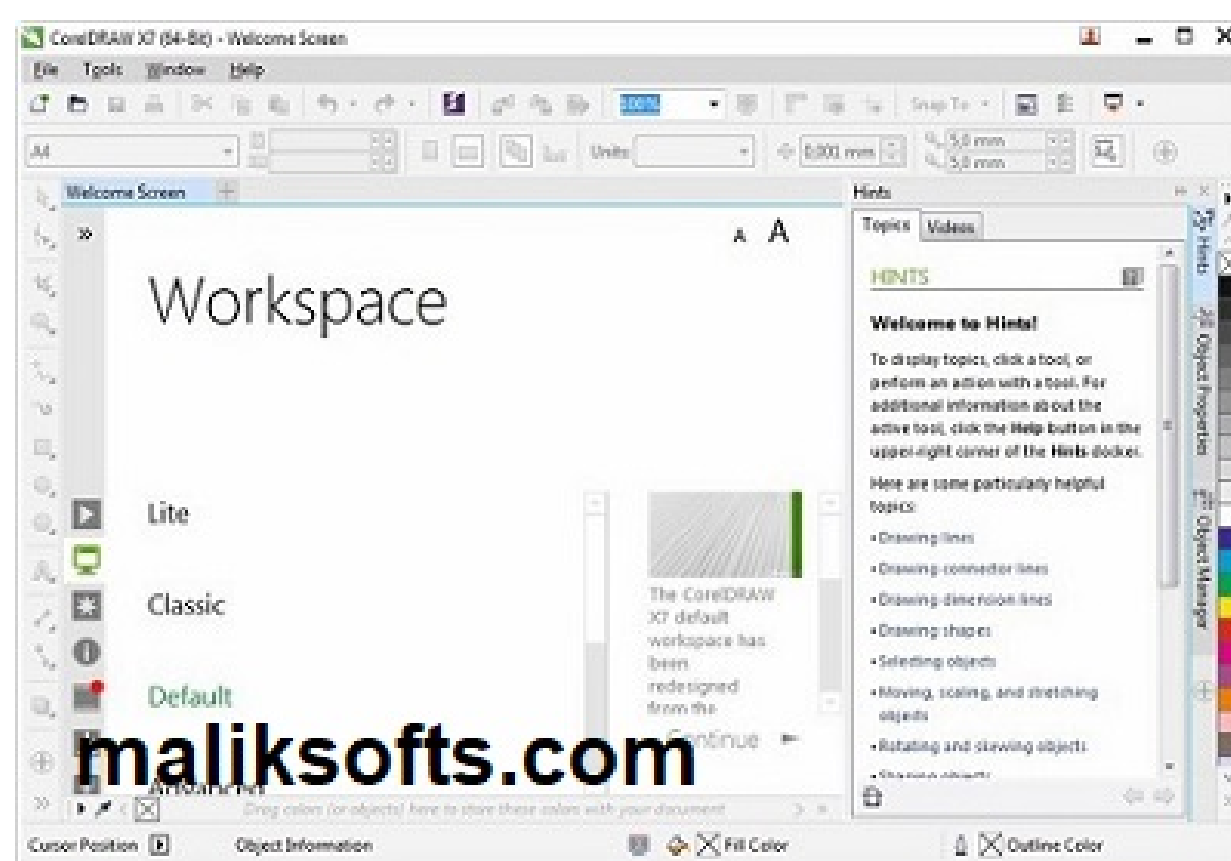 CorelDRAW X7 (64-Bit) - Welcome Screen
File Tools Window Help
100%
Snap To
A4
Units:
0,001 mm
5,0 mm
5,0 mm
Welcome Screen
Hints
A A
Topics Videos
Workspace
HINTS
Welcome to Hints!
To display topics, click a tool, or
perform an action with a tool. For
additional information about the
active tool, click the Help button in the
upper-right corner of the Hints docker.
Here are some particularly helpful
topics:
•Drawing lines
•Drawing connector lines
•Drawing dimension lines
•Drawing shapes
•Selecting objects
•Moving, scaling, and stretching
objects
•Rotating and skewing objects
•Shaping objects
Hints
Object Properties
Object Manager
Lite
Classic
Default
Advanced
The CorelDRAW
X7 default
workspace has
been
redesigned
from the
Continue
maliksofts.com
Drag colors (or objects) here to store these colors with your document
Cursor Position
Object Information
Fill Color
Outline Color